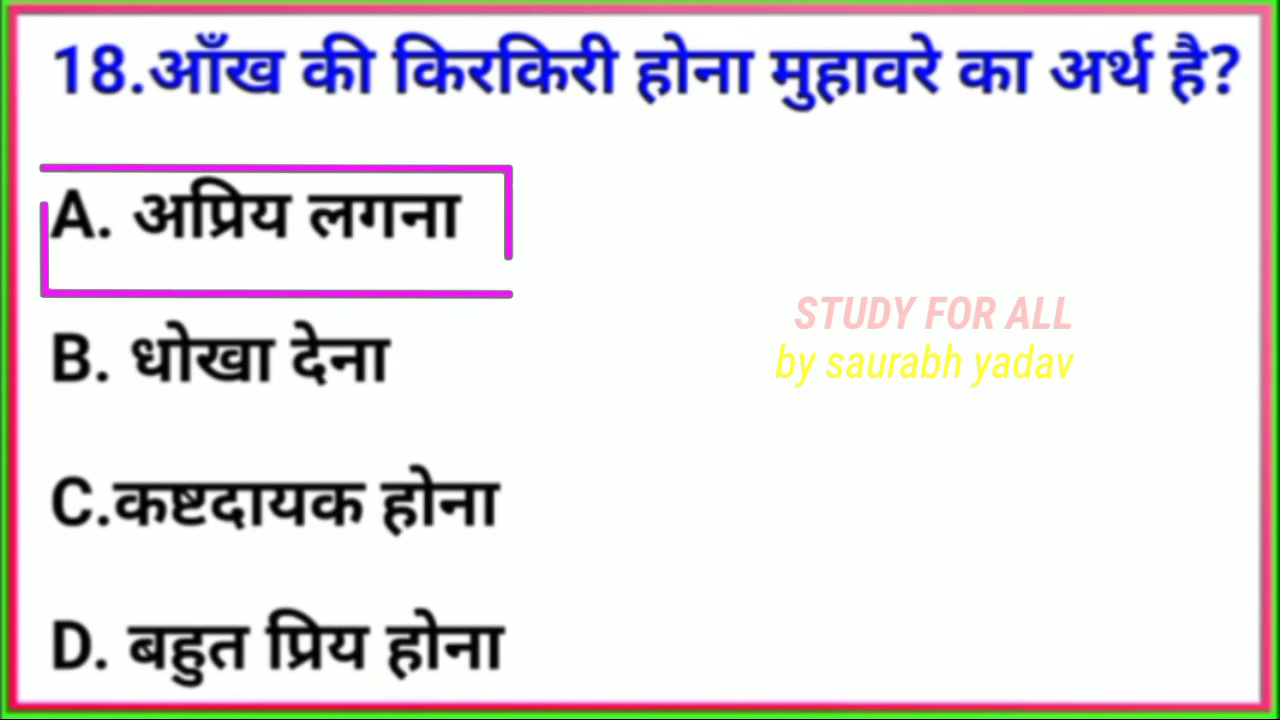 18.आँख की किरकिरी होना मुहावरे का अर्थ है?
A. अप्रिय लगना
STUDY FOR ALL
by saurabh yadav
B. धोखा देना
C.कष्टदायक होना
D. बहुत प्रिय होना